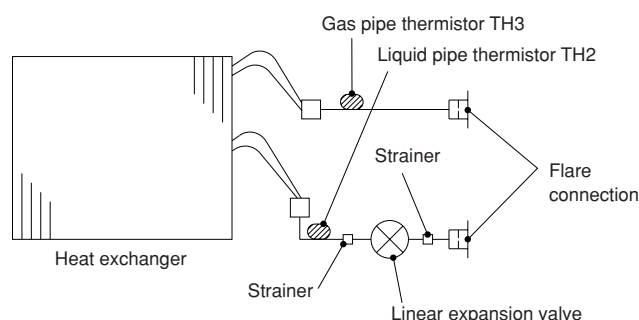 Gas pipe thermistor TH3
Liquid pipe thermistor TH2
Strainer
Flare
connection
Heat exchanger
Strainer
Linear expansion valve